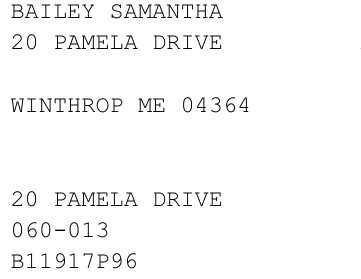 BAILEY SAMANTHA
20 PAMELA DRIVE
WINTHROP ME 04364
20 PAMELA DRIVE
060-013
B11917P96